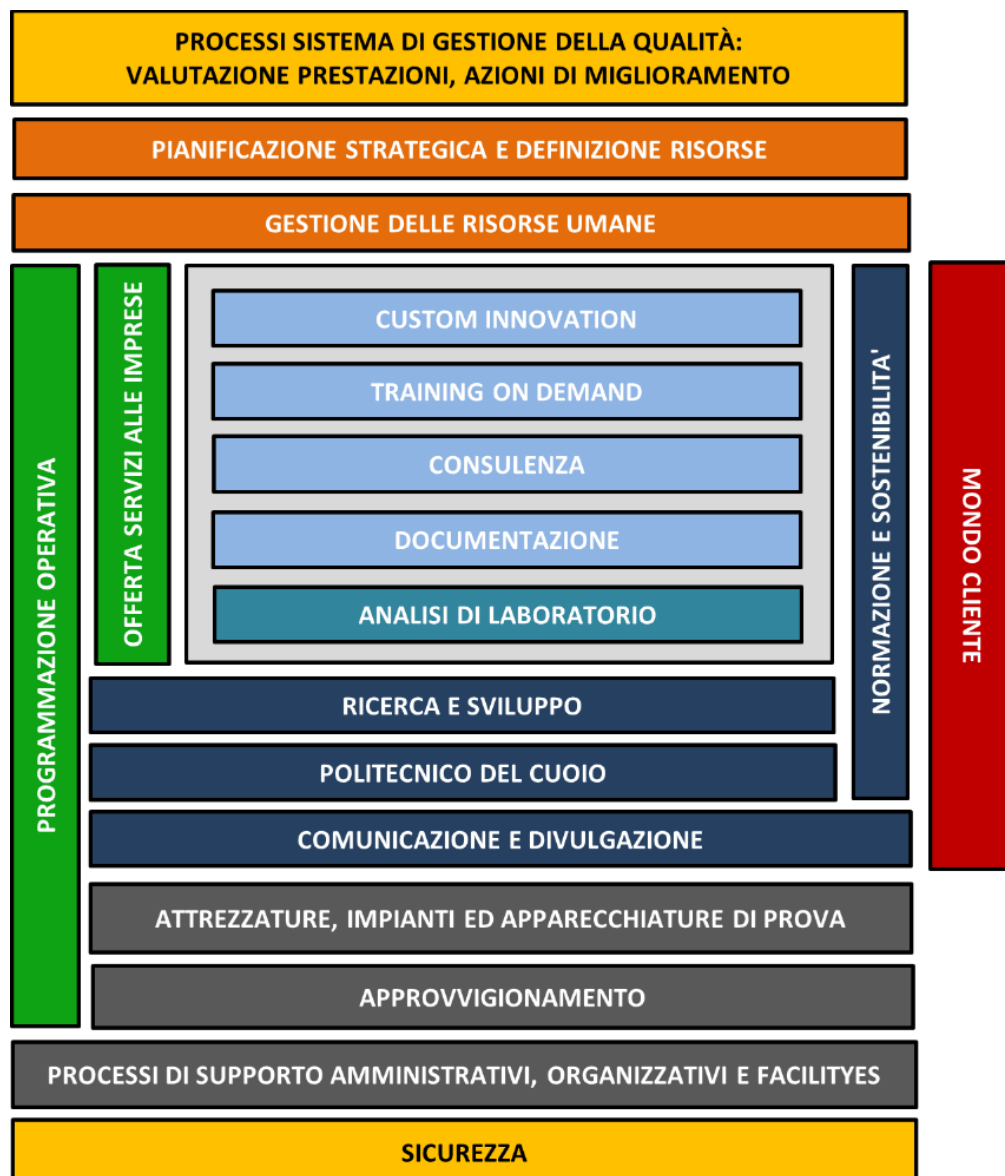 PROCESSI SISTEMA DI GESTIONE DELLA QUALITÀ:
VALUTAZIONE PRESTAZIONI, AZIONI DI MIGLIORAMENTO
PIANIFICAZIONE STRATEGICA E DEFINIZIONE RISORSE
GESTIONE DELLE RISORSE UMANE
PROGRAMMAZIONE OPERATIVA
OFFERTA SERVIZI ALLE IMPRESE
CUSTOM INNOVATION
TRAINING ON DEMAND
CONSULENZA
DOCUMENTAZIONE
ANALISI DI LABORATORIO
NORMAZIONE E SOSTENIBILITA'
MONDO CLIENTE
RICERCA E SVILUPPO
POLITECNICO DEL CUOIO
COMUNICAZIONE E DIVULGAZIONE
ATTREZZATURE, IMPIANTI ED APPARECCHIATURE DI PROVA
APPROVVIGIONAMENTO
PROCESSI DI SUPPORTO AMMINISTRATIVI, ORGANIZZATIVI E FACILITYES
SICUREZZA